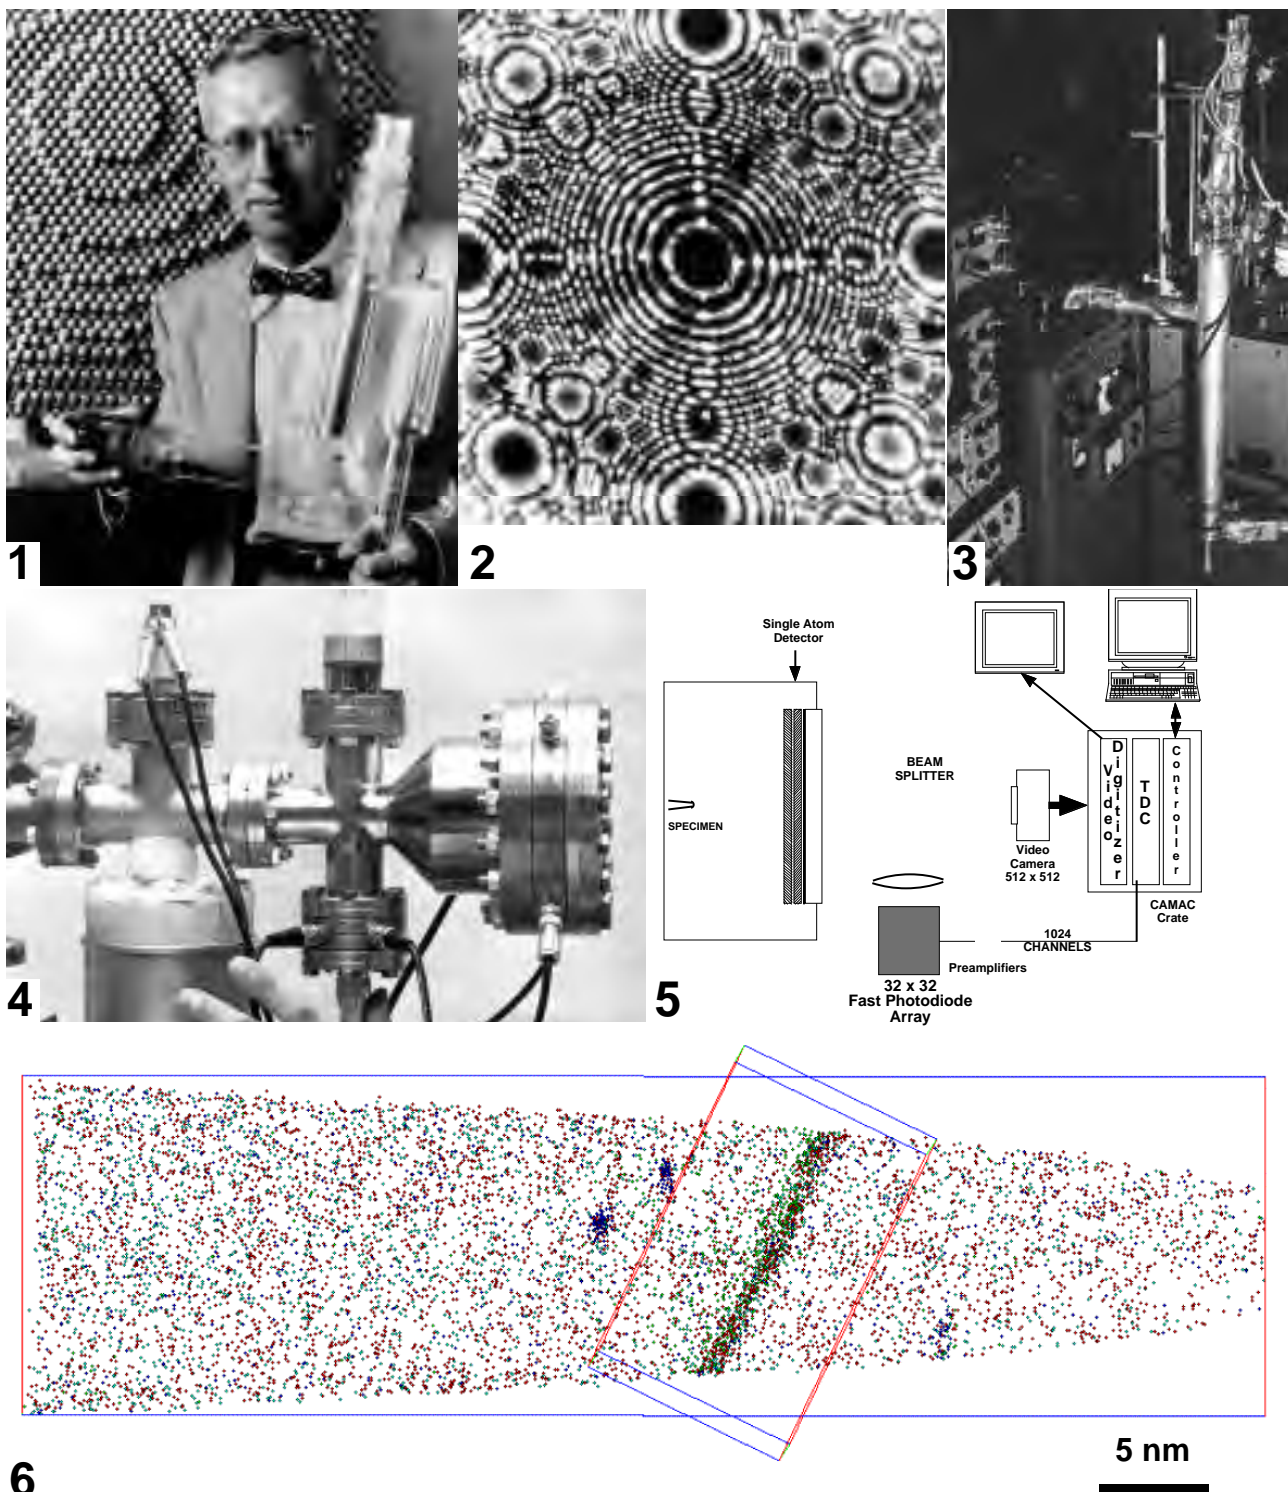 1
2
3
4
Single Atom
Detector
BEAM
SPLITTER
SPECIMEN
Video
Camera
512 x 512
Video
Digitizer
TDC
Controller
CAMAC
Crate
1024
CHANNELS
Preamplifiers
32 x 32
Fast Photodiode
Array
5
5 nm
6